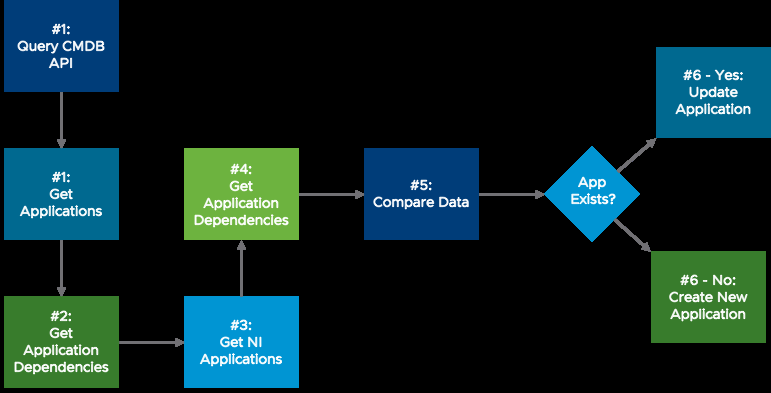 #1:
Query CMDB
API
#1:
Get
Applications
#2:
Get
Application
Dependencies
#3:
Get NI
Applications
#4:
Get
Application
Dependencies
#5:
Compare Data
App
Exists?
#6 - Yes:
Update
Application
#6 - No:
Create New
Application